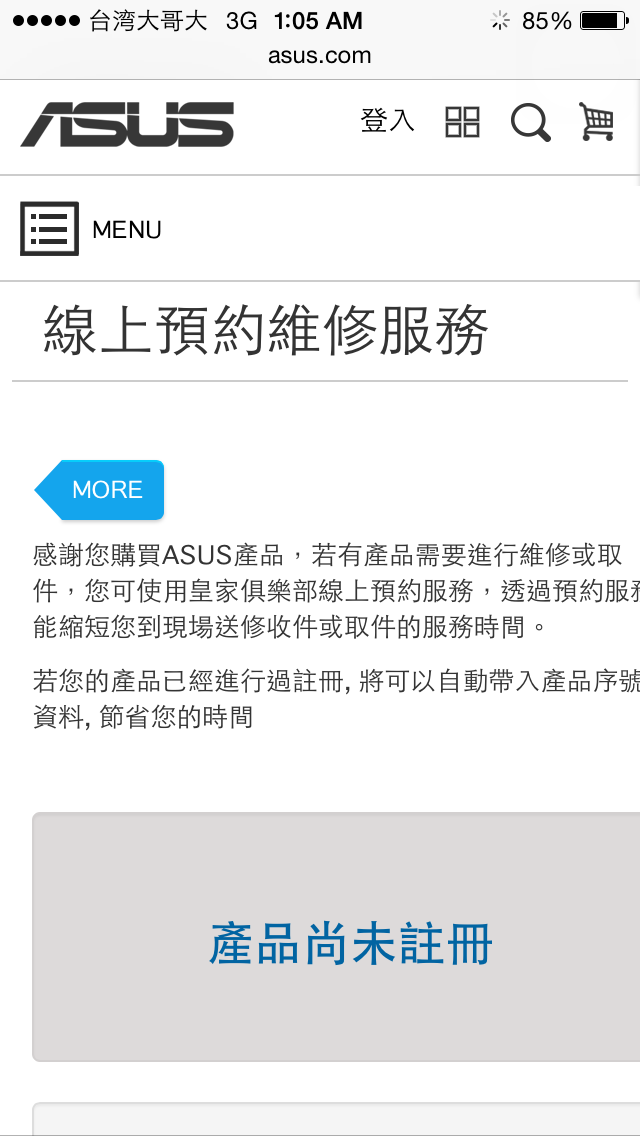 台湾大哥大 3G 1:05 AM 85%
asus.com
ASUS 登入
MENU
線上預約維修服務
MORE
感謝您購買ASUS產品，若有產品需要進行維修或取
件，您可使用皇家俱樂部線上預約服務，透過預約服務
能縮短您到現場送修收件或取件的服務時間。
若您的產品已經進行過註冊, 將可以自動帶入產品序號
資料, 節省您的時間
產品尚未註冊